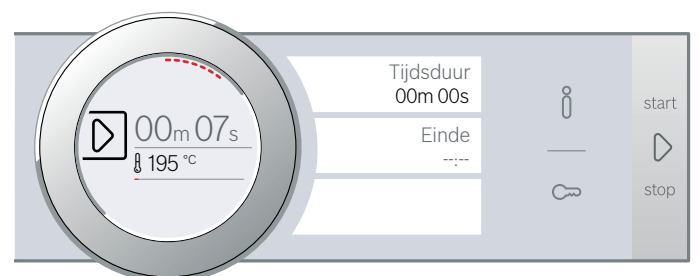 00m 07s
195 °C
Tijdsduur
00m 00s
Einde
--:--
start
stop